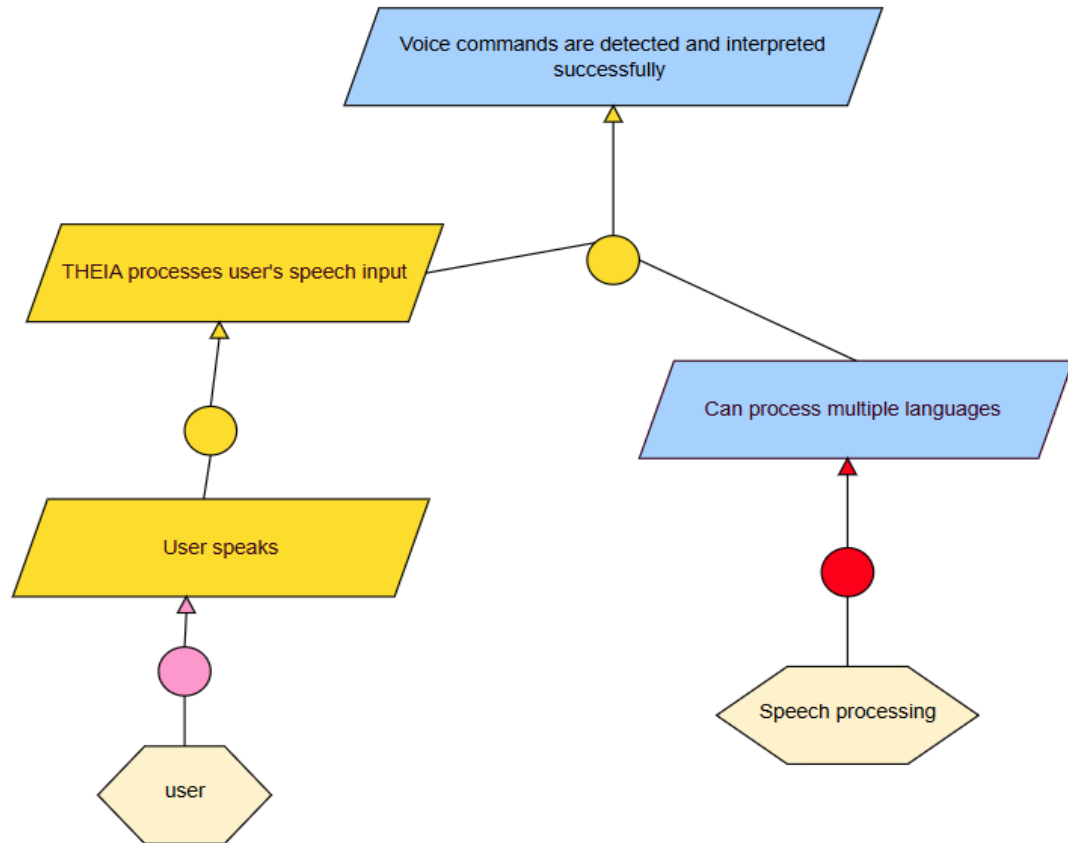 Voice commands are detected and interpreted
successfully
THEIA processes user's speech input
Can process multiple languages
User speaks
Speech processing
user